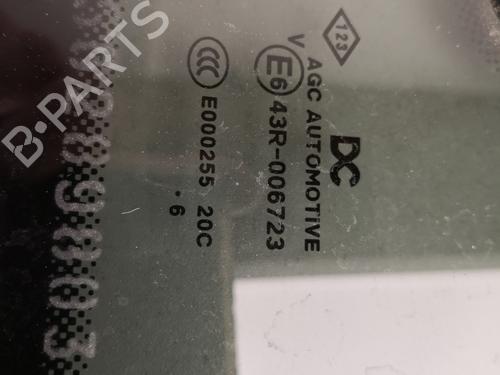 123
DC
AGC AUTOMOTIVE
V
E6 43R-006723
CCC E000255 20C
.6
B-PARTS